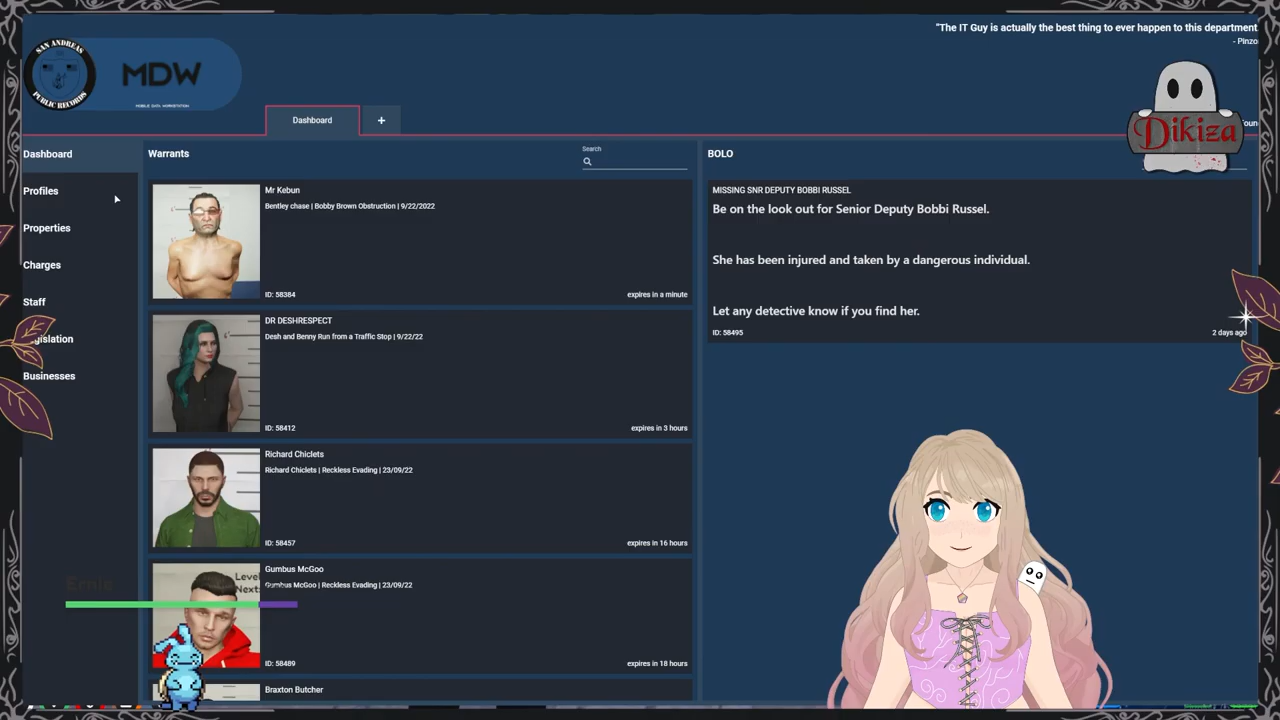 "The IT Guy is actually the best thing to ever happen to this department
- Pinzo
SAN ANDREAS
PUBLIC RECORDS
MDW
MOBILE DATA WORKSTATION
Dashboard
+
Dikiza
Dashboard
Profiles
Properties
Charges
Staff
Businesses
Warrants
Search
Mr Kebun
Bentley chase | Bobby Brown Obstruction | 9/22/2022
ID: 58384
expires in a minute
DR DESHRESPECT
Desh and Benny Run from a Traffic Stop | 9/22/22
ID: 58412
expires in 3 hours
Richard Chiclets
Richard Chiclets | Reckless Evading | 23/09/22
ID: 58457
expires in 16 hours
Gumbus McGoo
Gumbus McGoo | Reckless Evading | 23/09/22
ID: 58489
expires in 18 hours
Braxton Butcher
Ernie
Level
Next:
BOLO
MISSING SNR DEPUTY BOBBI RUSSEL
Be on the look out for Senior Deputy Bobbi Russel.
She has been injured and taken by a dangerous individual.
Let any detective know if you find her.
ID: 58495
2 days ago